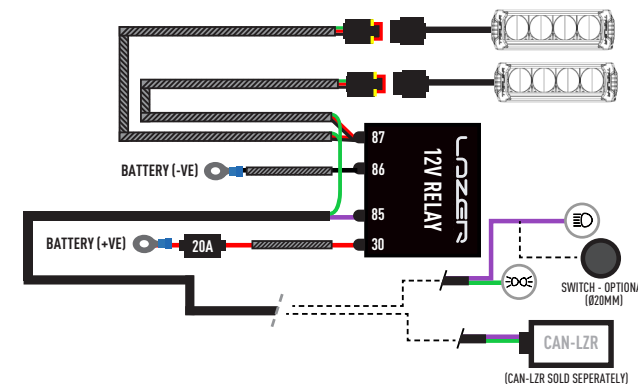 87
BATTERY (-VE)
86
LAZER
12V RELAY
85
BATTERY (+VE)
20A
30
SWITCH - OPTIONA
(Ø20MM)
CAN-LZR
(CAN-LZR SOLD SEPERATELY)